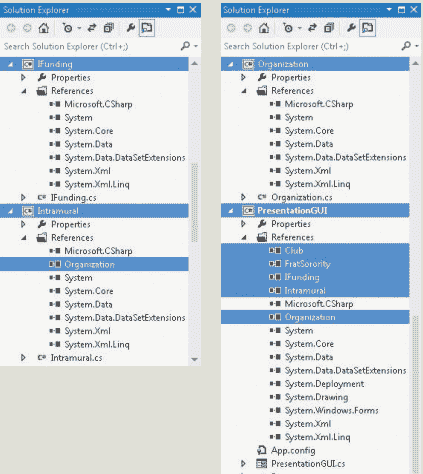 Solution Explorer
Search Solution Explorer (Ctrl+;)
IFunding
Properties
References
Microsoft.CSharp
System
System.Core
System.Data
System.Data.DataSetExtensions
System.Xml
System.Xml.Linq
IFunding.cs
Intramural
Properties
References
Microsoft.CSharp
Organization
System
System.Core
System.Data
System.Data.DataSetExtensions
System.Xml
System.Xml.Linq
Intramural.cs
Solution Explorer
Search Solution Explorer (Ctrl+;)
Organization
Properties
References
Microsoft.CSharp
System
System.Core
System.Data
System.Data.DataSetExtensions
System.Xml
System.Xml.Linq
Organization.cs
PresentationGUI
Properties
References
Club
FratSorority
IFunding
Intramural
Microsoft.CSharp
Organization
System
System.Core
System.Data
System.Data.DataSetExtensions
System.Deployment
System.Drawing
System.Windows.Forms
System.Xml
System.Xml.Linq
App.config
PresentationGUI.cs